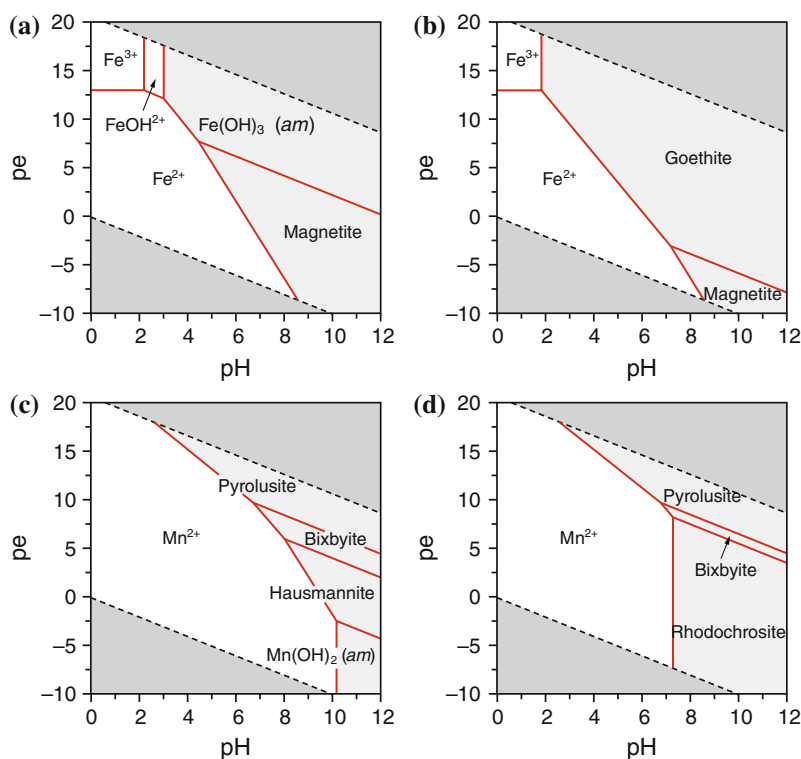 (a)
20
15
10
5
0
−5
−10
pe
Fe3+
FeOH2+
Fe(OH)3 (am)
Fe2+
Magnetite
0 2 4 6 8 10 12
pH
(b)
20
15
10
5
0
−5
−10
pe
Fe3+
Goethite
Fe2+
Magnetite
0 2 4 6 8 10 12
pH
(c)
20
15
10
5
0
−5
−10
pe
Pyrolusite
Mn2+
Bixbyite
Hausmannite
Mn(OH)2 (am)
0 2 4 6 8 10 12
pH
(d)
20
15
10
5
0
−5
−10
pe
Pyrolusite
Mn2+
Bixbyite
Rhodochrosite
0 2 4 6 8 10 12
pH